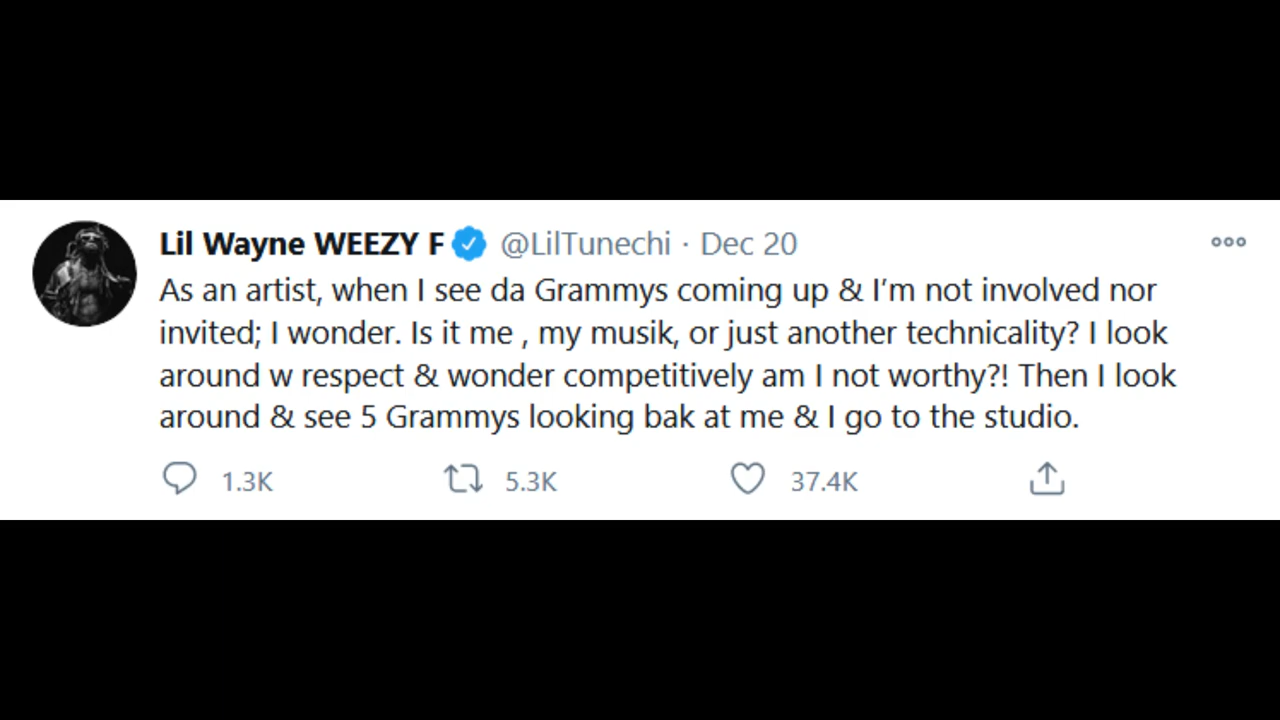 Lil Wayne WEEZY F @LilTunechi · Dec 20
As an artist, when I see da Grammys coming up & I’m not involved nor
invited; I wonder. Is it me , my musik, or just another technicality? I look
around w respect & wonder competitively am I not worthy?! Then I look
around & see 5 Grammys looking bak at me & I go to the studio.
1.3K 5.3K 37.4K